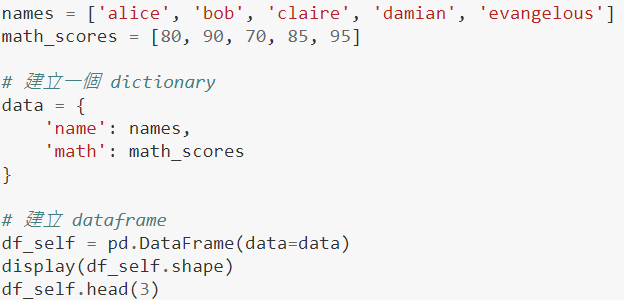 names = ['alice', 'bob', 'claire', 'damian', 'evangelous']
math_scores = [80, 90, 70, 85, 95]
# 建立一個 dictionary
data = {
    'name': names,
    'math': math_scores
}
# 建立 dataframe
df_self = pd.DataFrame(data=data)
display(df_self.shape)
df_self.head(3)